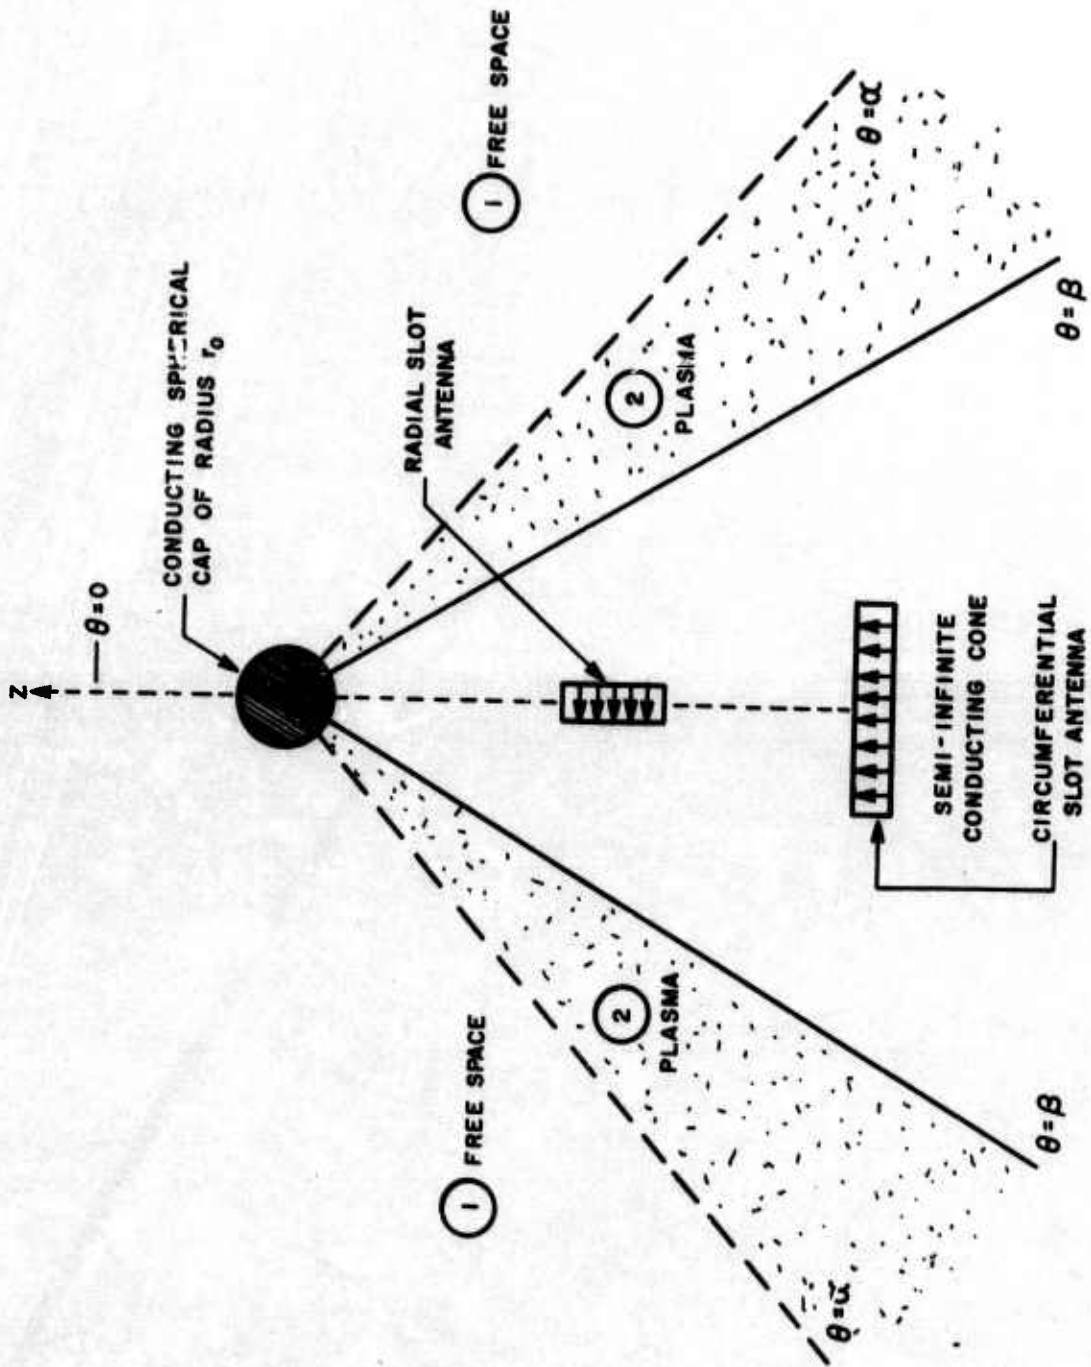 Z
θ=0
CONDUCTING SPHERICAL
CAP OF RADIUS r₀
1 FREE SPACE
1 FREE SPACE
RADIAL SLOT
ANTENNA
2
PLASMA
2
PLASMA
θ=α
θ=α
θ=β
θ=β
SEMI-INFINITE
CONDUCTING CONE
CIRCUMFERENTIAL
SLOT ANTENNA